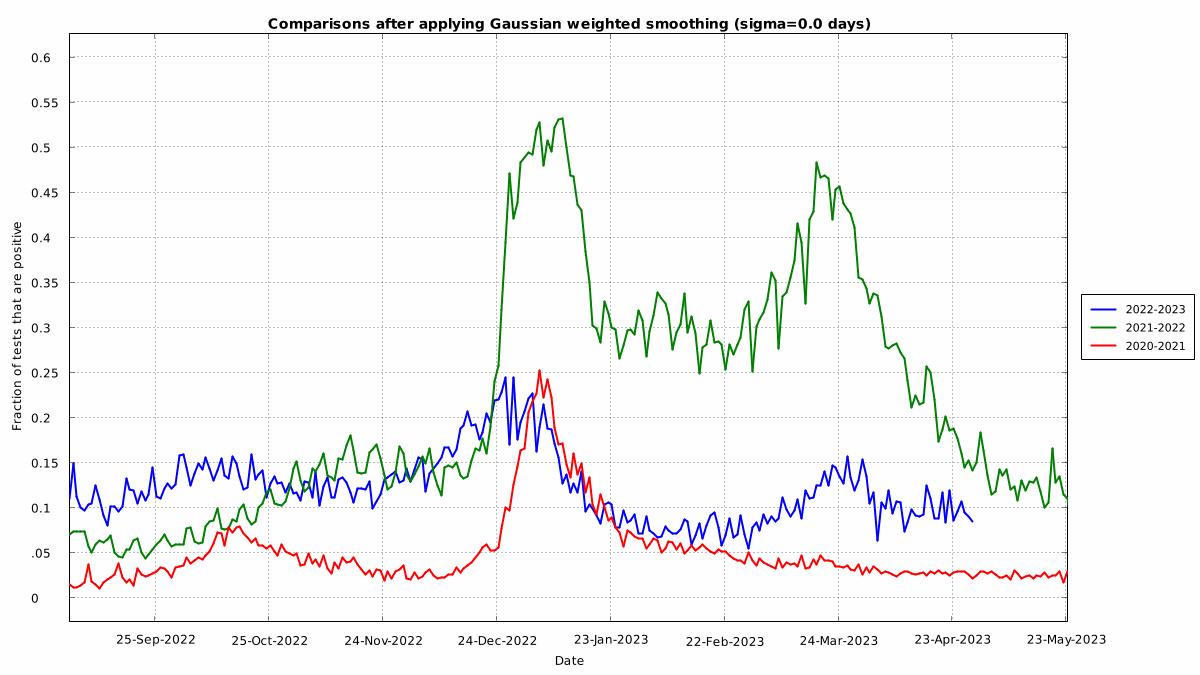 Comparisons after applying Gaussian weighted smoothing (sigma=0.0 days)
0.6
0.55
0.5
0.45
0.4
0.35
0.3
0.25
0.2
0.15
0.1
.05
0
Fraction of tests that are positive
25-Sep-2022
25-Oct-2022
24-Nov-2022
24-Dec-2022
23-Jan-2023
22-Feb-2023
24-Mar-2023
23-Apr-2023
23-May-2023
Date
2022-2023
2021-2022
2020-2021